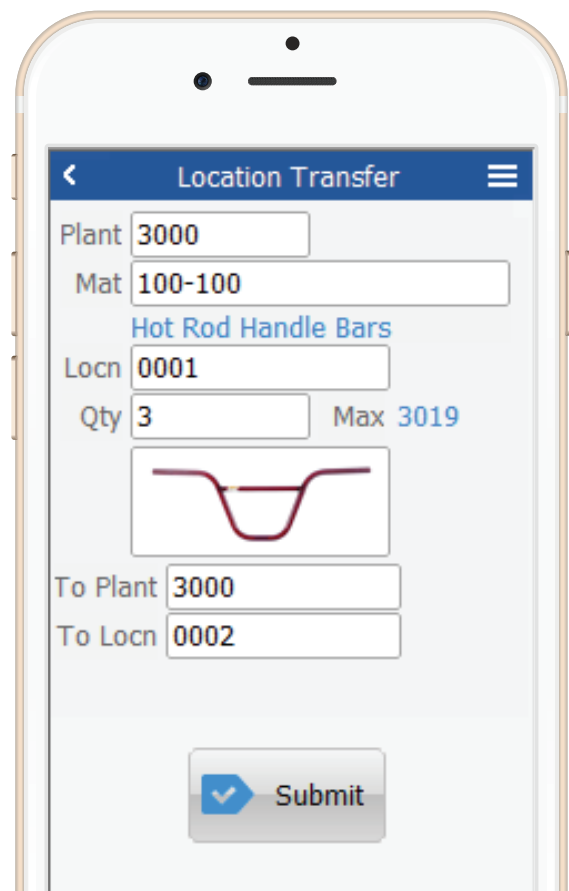 Location Transfer
Plant 3000
Mat 100-100
Hot Rod Handle Bars
Locn 0001
Qty 3 Max 3019
To Plant 3000
To Locn 0002
Submit